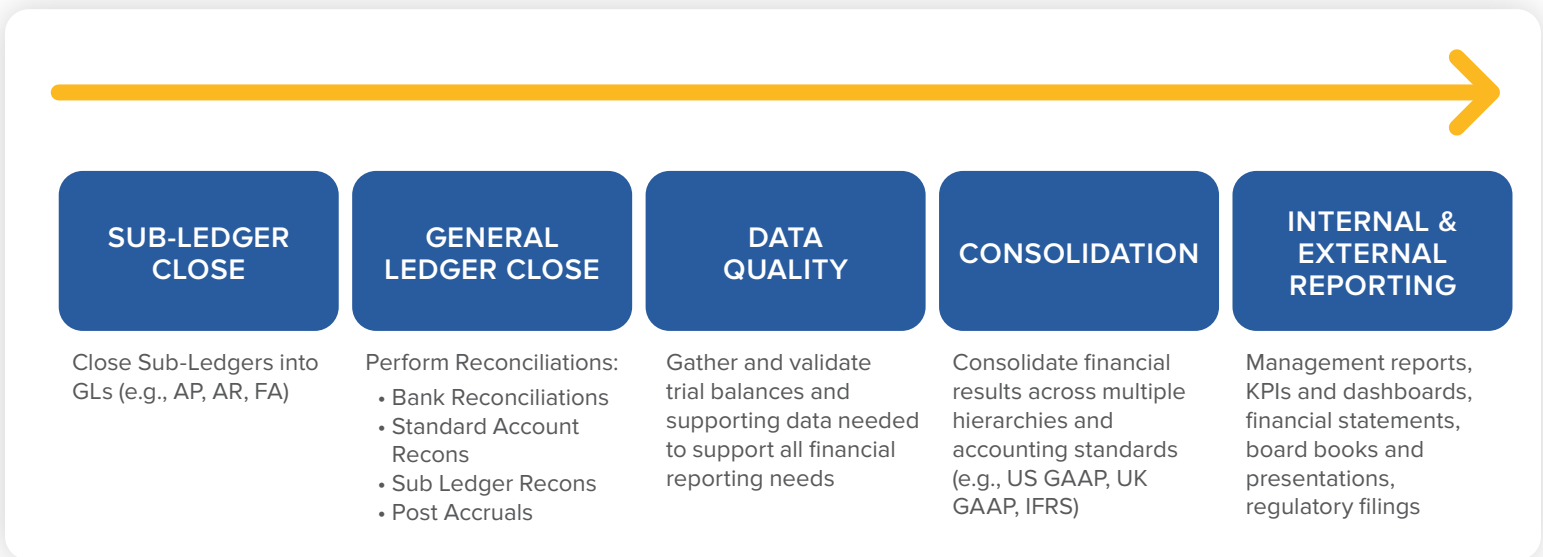 SUB-LEDGER
CLOSE
GENERAL
LEDGER CLOSE
DATA
QUALITY
CONSOLIDATION
INTERNAL &
EXTERNAL
REPORTING
Close Sub-Ledgers into
GLs (e.g., AP, AR, FA)
Perform Reconciliations:
• Bank Reconciliations
• Standard Account
Recons
• Sub Ledger Recons
• Post Accruals
Gather and validate
trial balances and
supporting data needed
to support all financial
reporting needs
Consolidate financial
results across multiple
hierarchies and
accounting standards
(e.g., US GAAP, UK
GAAP, IFRS)
Management reports,
KPIs and dashboards,
financial statements,
board books and
presentations,
regulatory filings